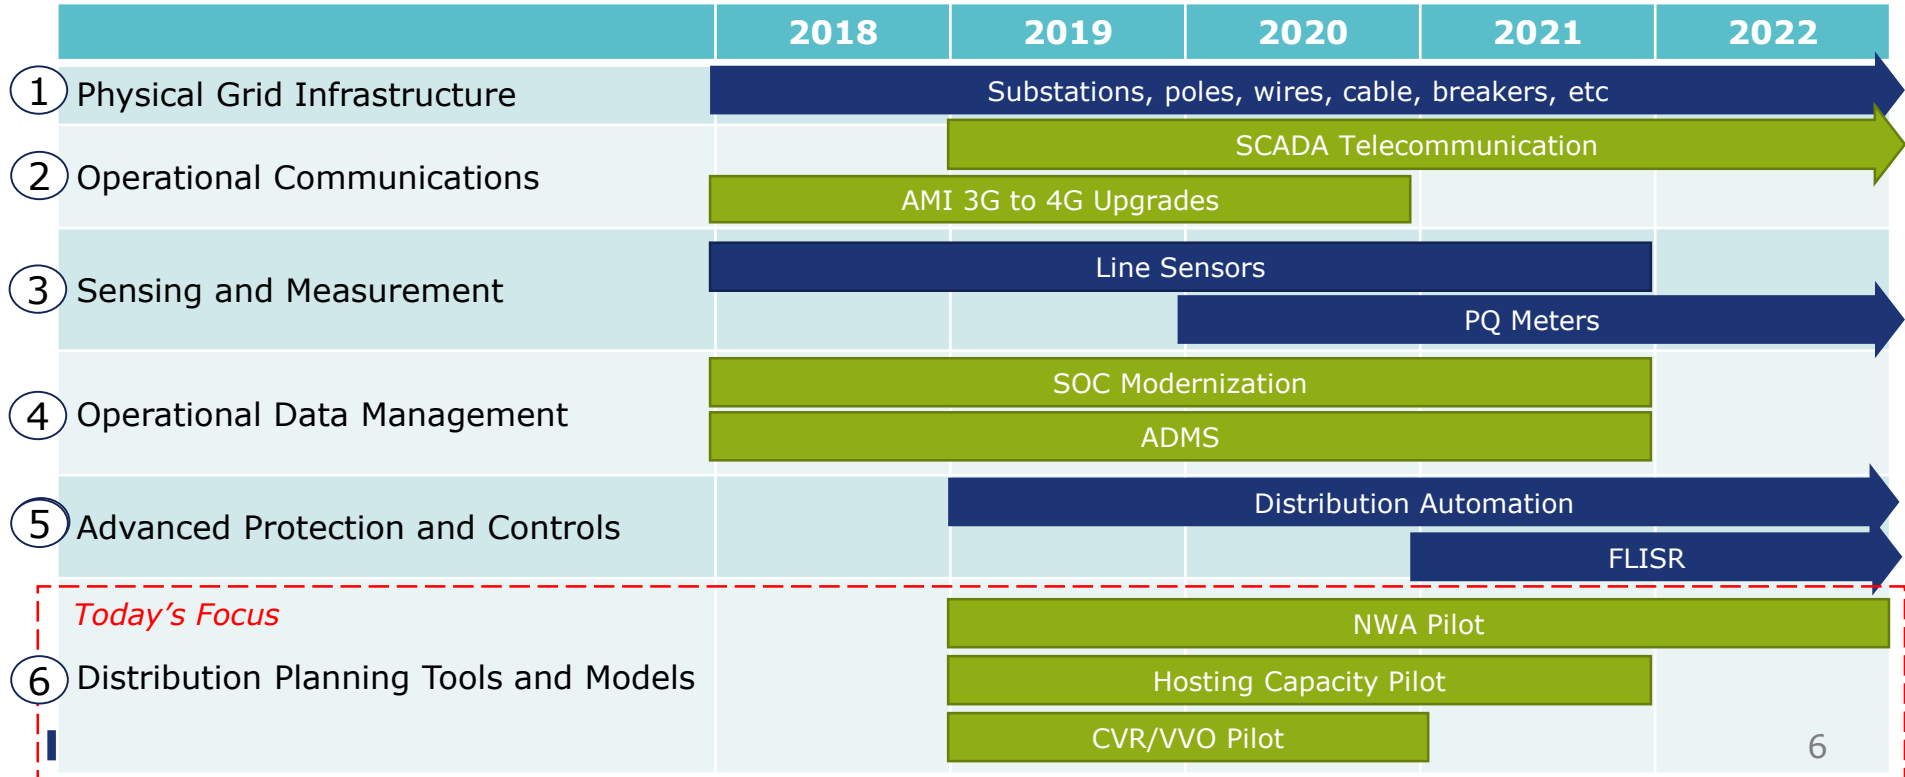 2018 2019 2020 2021 2022
1 Physical Grid Infrastructure
Substations, poles, wires, cable, breakers, etc
2 Operational Communications
SCADA Telecommunication
AMI 3G to 4G Upgrades
3 Sensing and Measurement
Line Sensors
PQ Meters
4 Operational Data Management
SOC Modernization
ADMS
5 Advanced Protection and Controls
Distribution Automation
FLISR
Today's Focus
6 Distribution Planning Tools and Models
NWA Pilot
Hosting Capacity Pilot
CVR/VVO Pilot
6